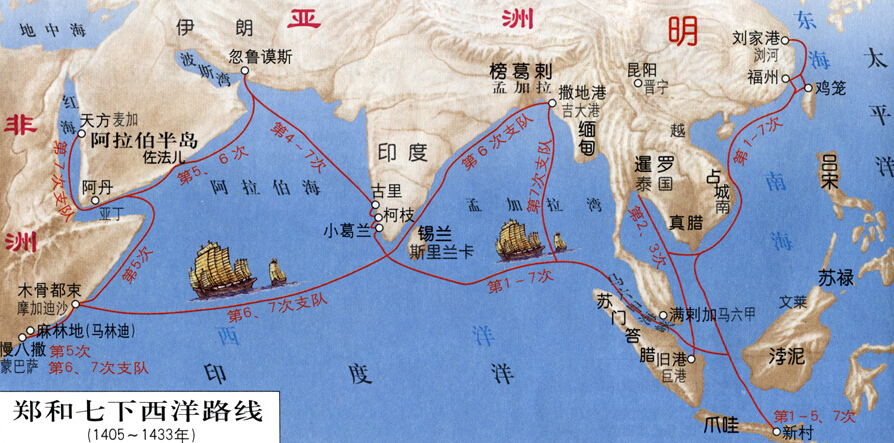 地中海
伊朗
亚洲
明
东海
太平洋
刘家港
浏河
福州
鸡笼
忽鲁谟斯
波斯湾
榜葛剌
孟加拉
昆阳
晋宁
撒地港
吉大港
缅甸
越
非洲
红海
天方麦加
阿拉伯半岛
佐法儿
第4~7次
印度
第6次支队
第1~7次
暹罗
泰国
占城
南
吕宋
南海
第7次支队
第5、6次
阿丹
亚丁
阿拉伯海
古里
柯枝
小葛兰
锡兰
斯里兰卡
孟加拉湾
第7次支队
第2、3次
真腊
第5次
木骨都束
摩加迪沙
第6、7次支队
第1~7次
马六甲海峡
苏门答腊
满剌加马六甲
苏禄
文莱
浡泥
麻林地(马林迪)
慢八撒
第5次
蒙巴萨
第6、7次支队
西洋
印度洋
旧港
巨港
爪哇
第1~5、7次
新村
郑和七下西洋路线
(1405~1433年)